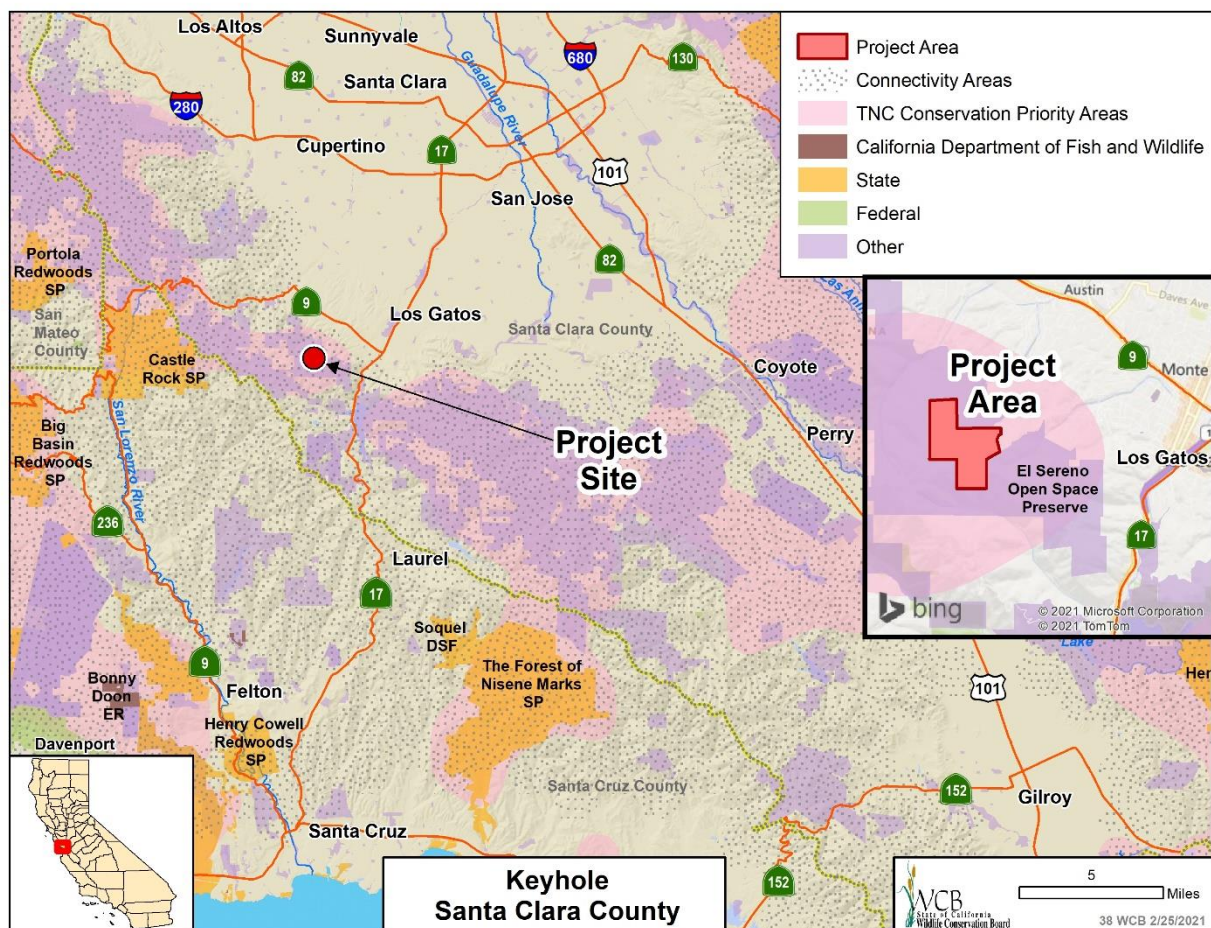 Los Altos
Sunnyvale
680
130
82
Santa Clara
Guadalupe River
280
Cupertino
17
101
San Jose
82
Portola
Redwoods
SP
9
San
Mateo
County
Los Gatos
Santa Clara County
Castle
Rock SP
Coyote
Big
Basin
Redwoods
SP
San Lorenzo River
Project
Site
Perry
236
Laurel
17
Soquel
DSF
The Forest of
Nisene Marks
SP
9
Felton
Bonny
Doon
ER
Henry Cowell
Redwoods
SP
Davenport
101
Lake
Santa Cruz County
152
Gilroy
Santa Cruz
152
Project Area
Connectivity Areas
TNC Conservation Priority Areas
California Department of Fish and Wildlife
State
Federal
Other
Austin
Daves Ave
9
Project
Area
Monte
Los Gatos
El Sereno
Open Space
Preserve
17
bing
© 2021 Microsoft Corporation
© 2021 TomTom
Keyhole
Santa Clara County
WCB
State of California
Wildlife Conservation Board
5
Miles
38 WCB 2/25/2021